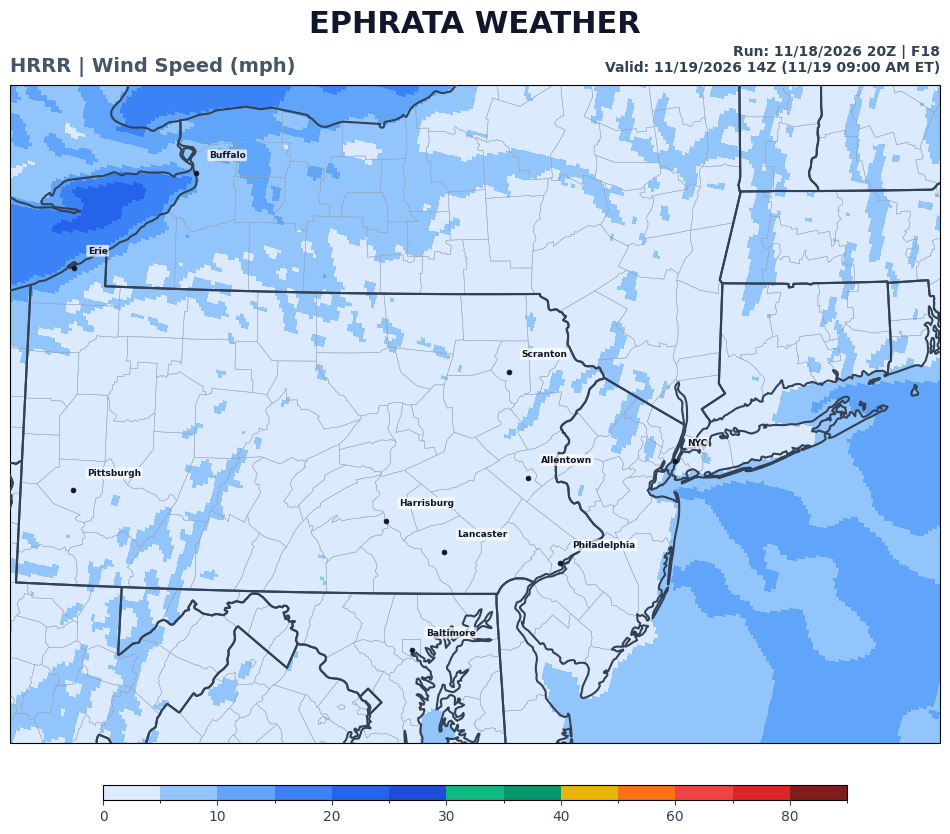 EPHRATA WEATHER
HRRR | Wind Speed (mph)
Run: 11/18/2026 20Z | F18
Valid: 11/19/2026 14Z (11/19 09:00 AM ET)
Buffalo
Erie
Scranton
NYC
Allentown
Pittsburgh
Harrisburg
Lancaster
Philadelphia
Baltimore
0 10 20 30 40 50 60 70 80